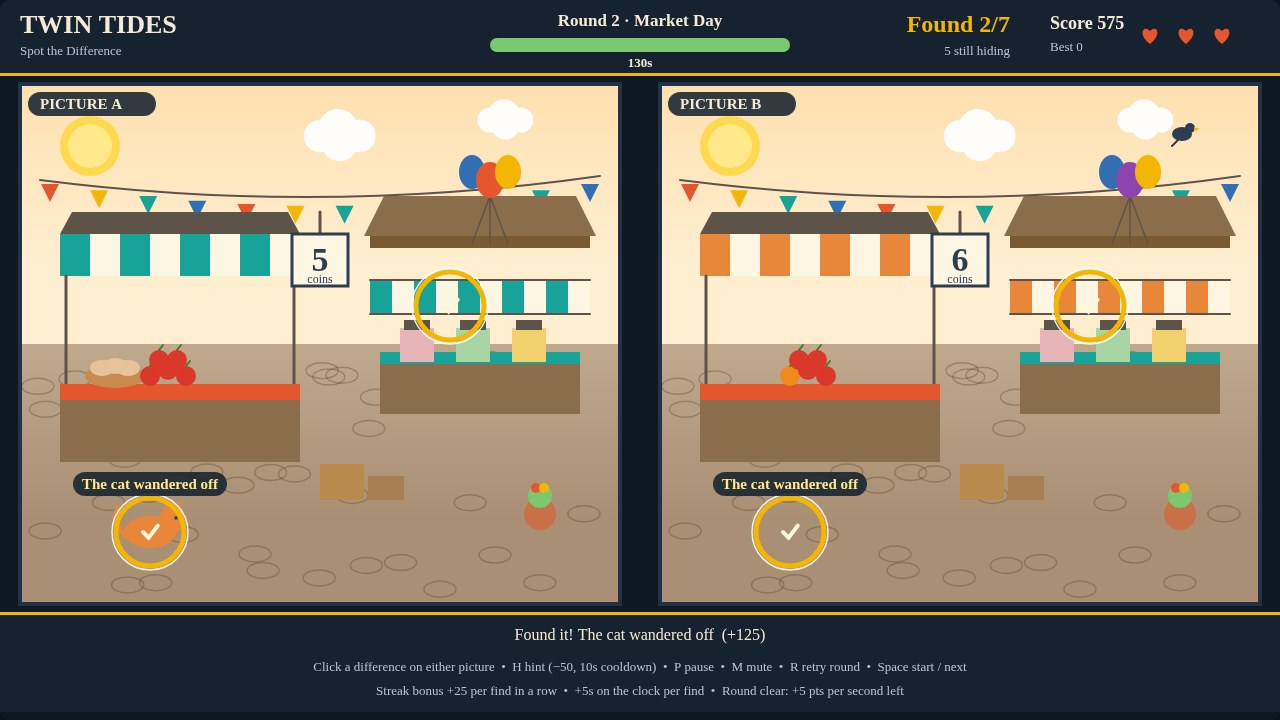 TWIN TIDES
Spot the Difference
Round 2 · Market Day
130s
Found 2/7
5 still hiding
Score 575
Best 0
PICTURE A
PICTURE B
5
coins
6
coins
The cat wandered off
The cat wandered off
Found it! The cat wandered off (+125)
Click a difference on either picture • H hint (−50, 10s cooldown) • P pause • M mute • R retry round • Space start / next
Streak bonus +25 per find in a row • +5s on the clock per find • Round clear: +5 pts per second left